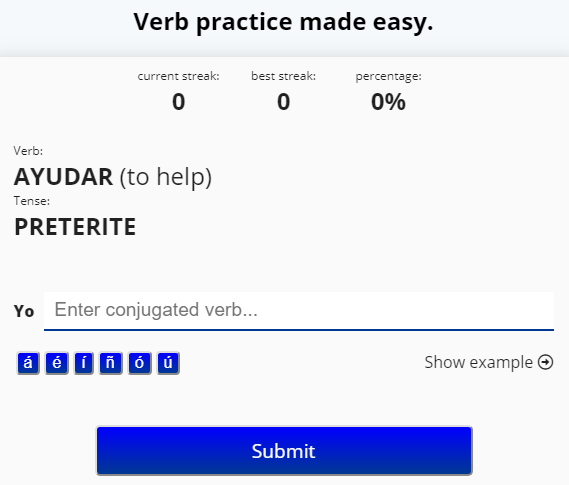 Verb practice made easy.
current streak: best streak: percentage:
0 0 0%
Verb:
AYUDAR (to help)
Tense:
PRETERITE
Yo Enter conjugated verb...
á é í ñ ó ú Show example
Submit